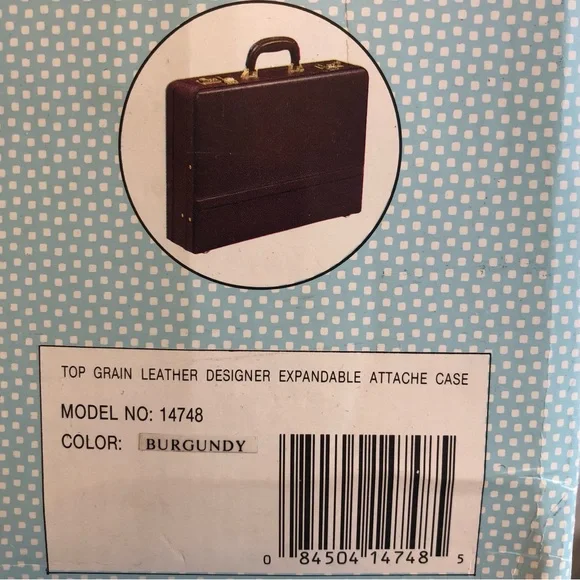 TOP GRAIN LEATHER DESIGNER EXPANDABLE ATTACHE CASE
MODEL NO: 14748
COLOR: BURGUNDY
0 84504 14748 5